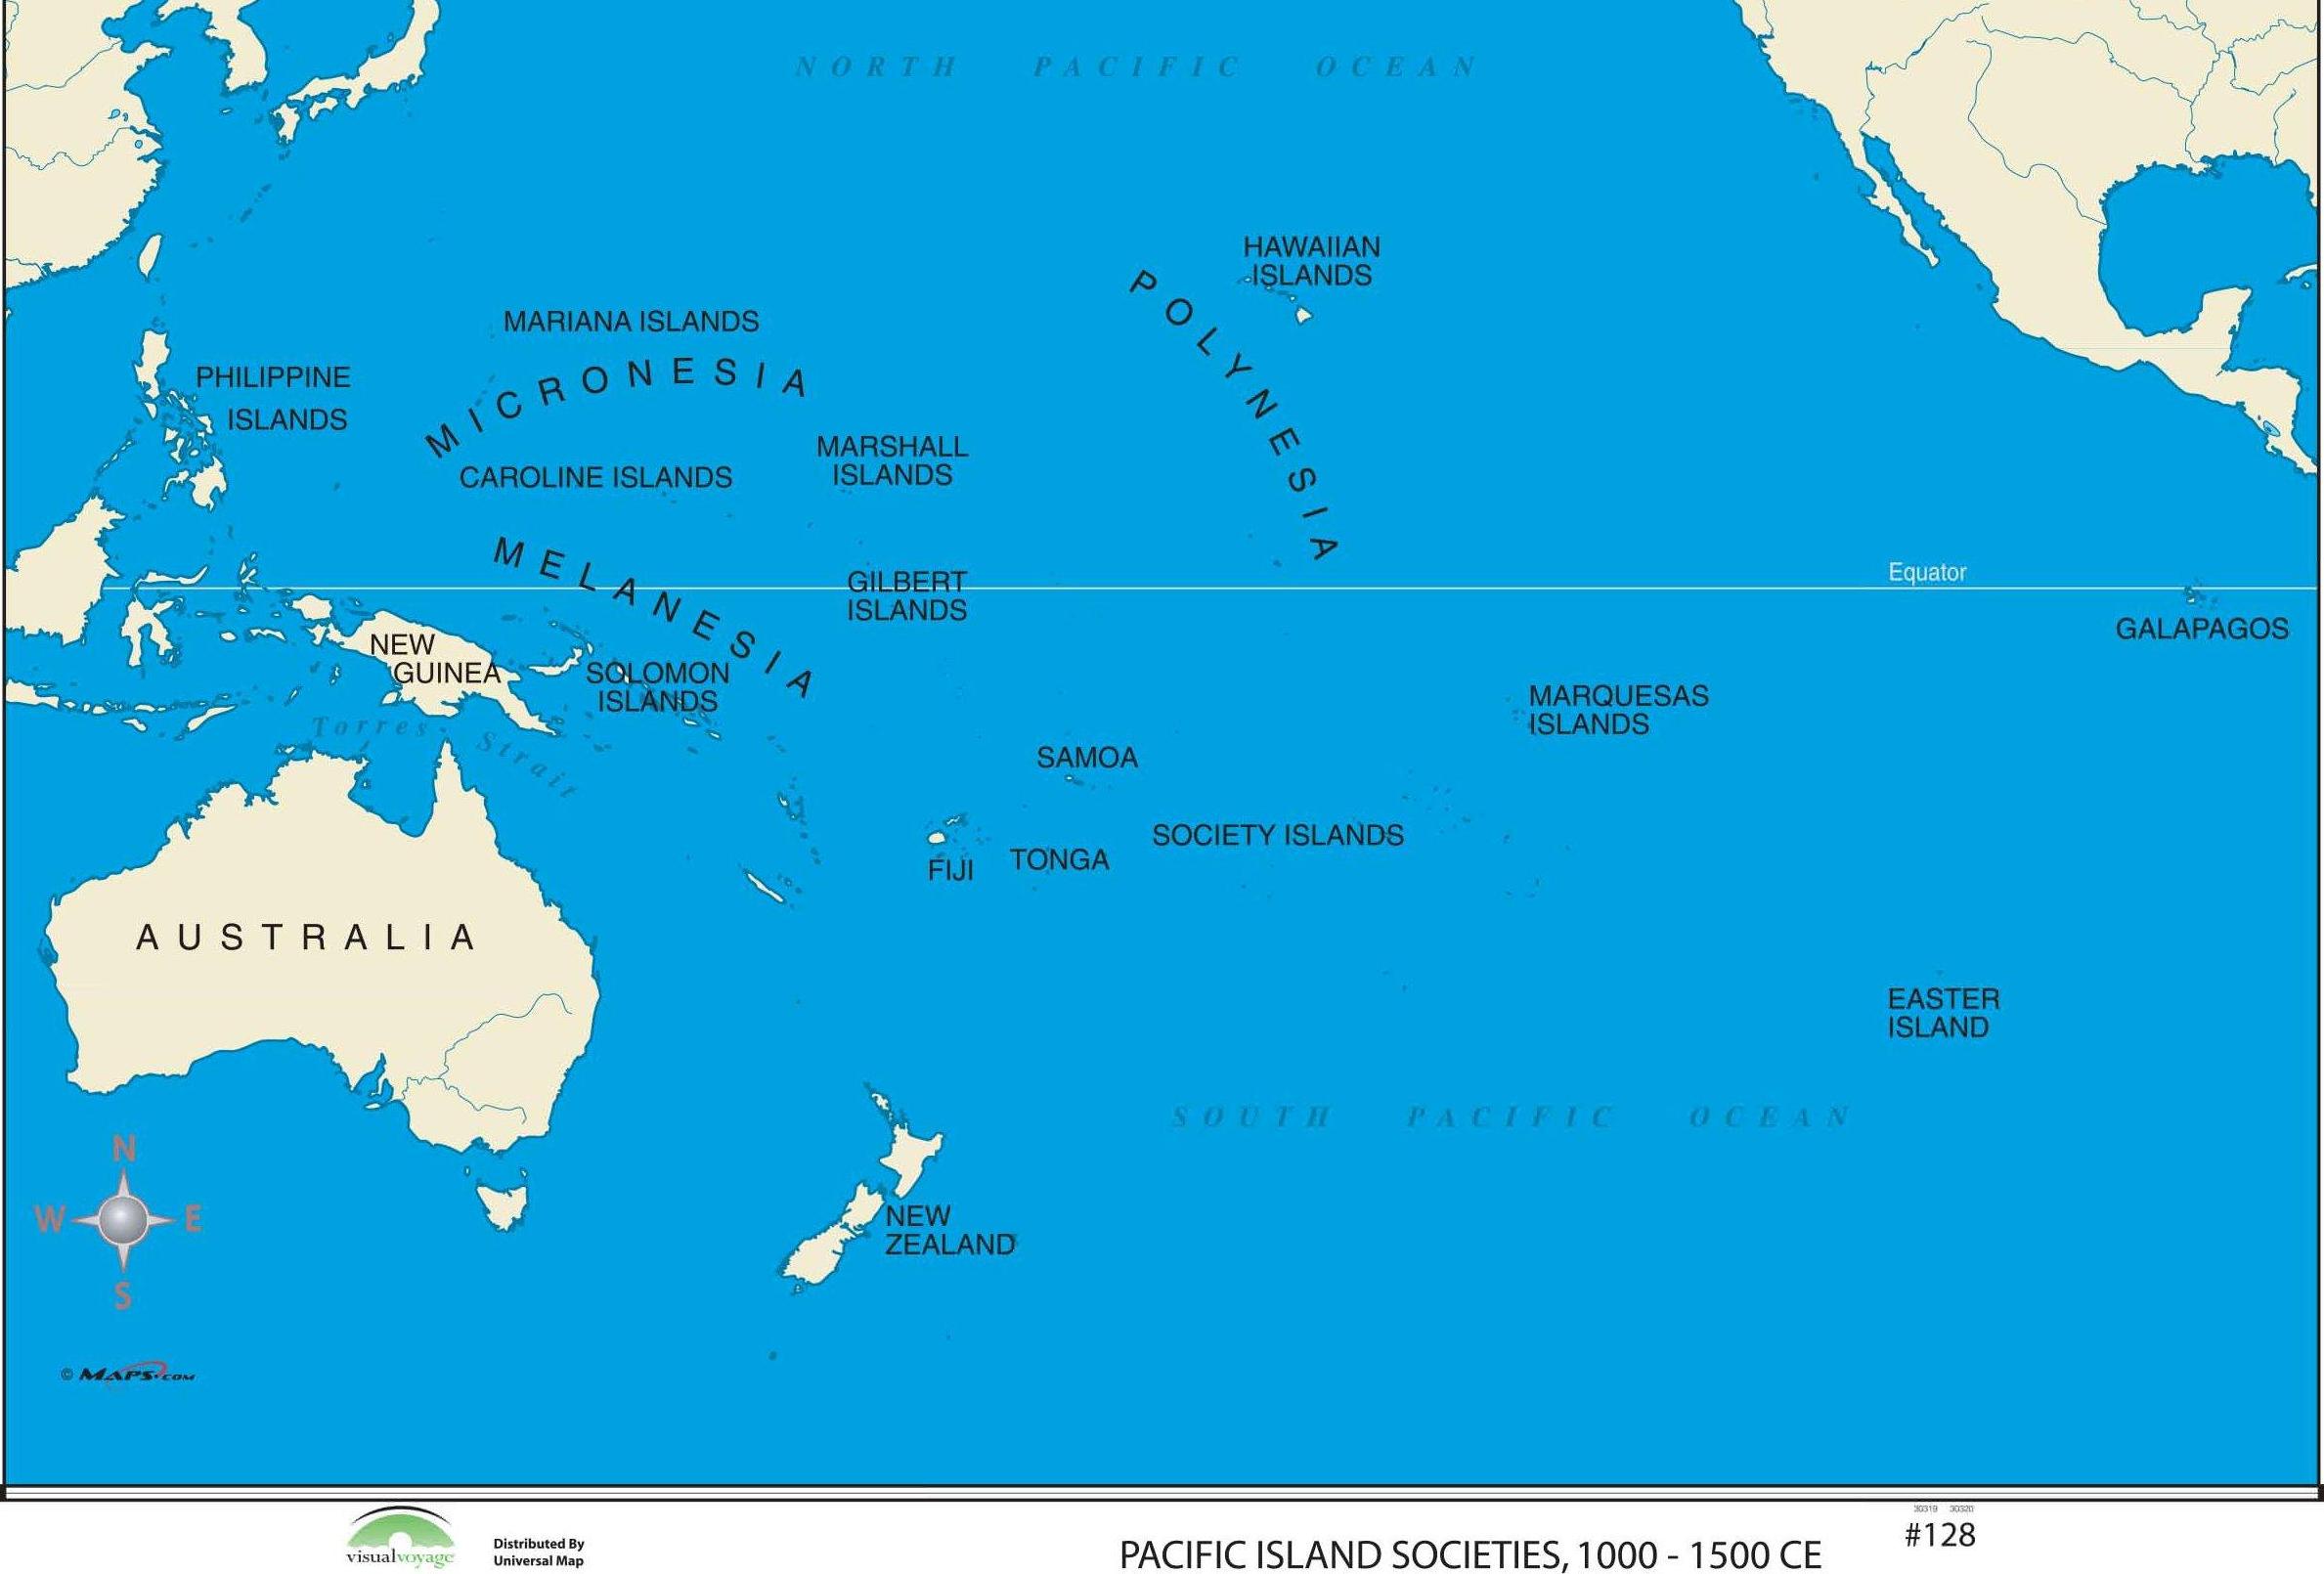 NORTH PACIFIC OCEAN
HAWAIIAN
ISLANDS
POLYNESIA
MARIANA ISLANDS
MICRONESIA
PHILIPPINE
ISLANDS
CAROLINE ISLANDS
MARSHALL
ISLANDS
MELANESIA
GILBERT
ISLANDS
Equator
GALAPAGOS
NEW
GUINEA
SOLOMON
ISLANDS
MARQUESAS
ISLANDS
Torres Strait
SAMOA
SOCIETY ISLANDS
FIJI
TONGA
AUSTRALIA
EASTER
ISLAND
SOUTH PACIFIC OCEAN
N
W E
S
NEW
ZEALAND
© MAPS.COM
30319 30320
visualvoyage
Distributed By
Universal Map
PACIFIC ISLAND SOCIETIES, 1000 - 1500 CE
#128